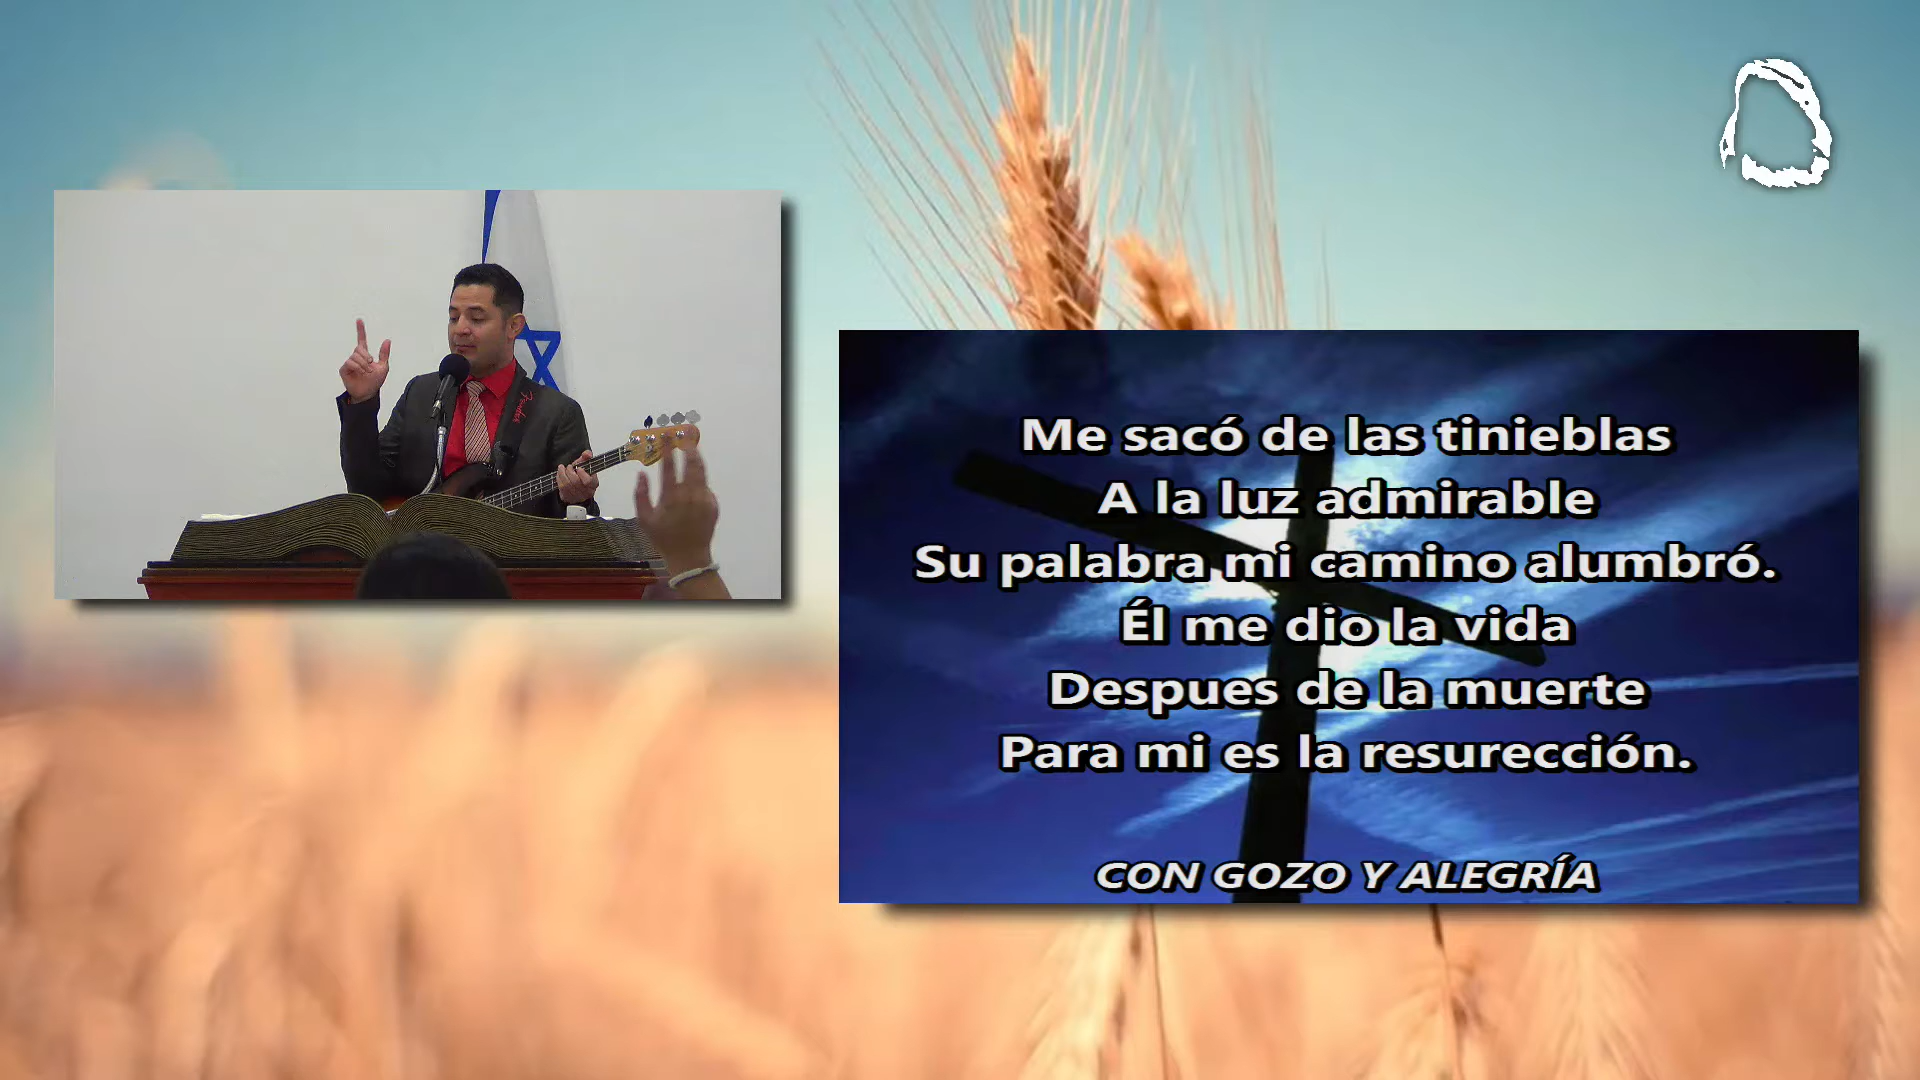 Fender
Me sacó de las tinieblas
A la luz admirable
Su palabra mi camino alumbró.
Él me dio la vida
Despues de la muerte
Para mi es la resurección.
CON GOZO Y ALEGRÍA